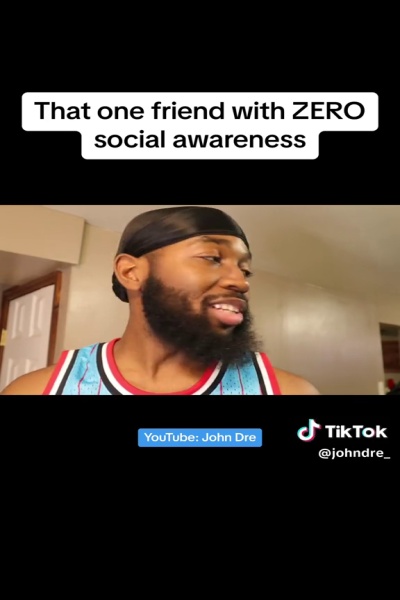 That one friend with ZERO
social awareness
YouTube: John Dre
TikTok
@johndre_